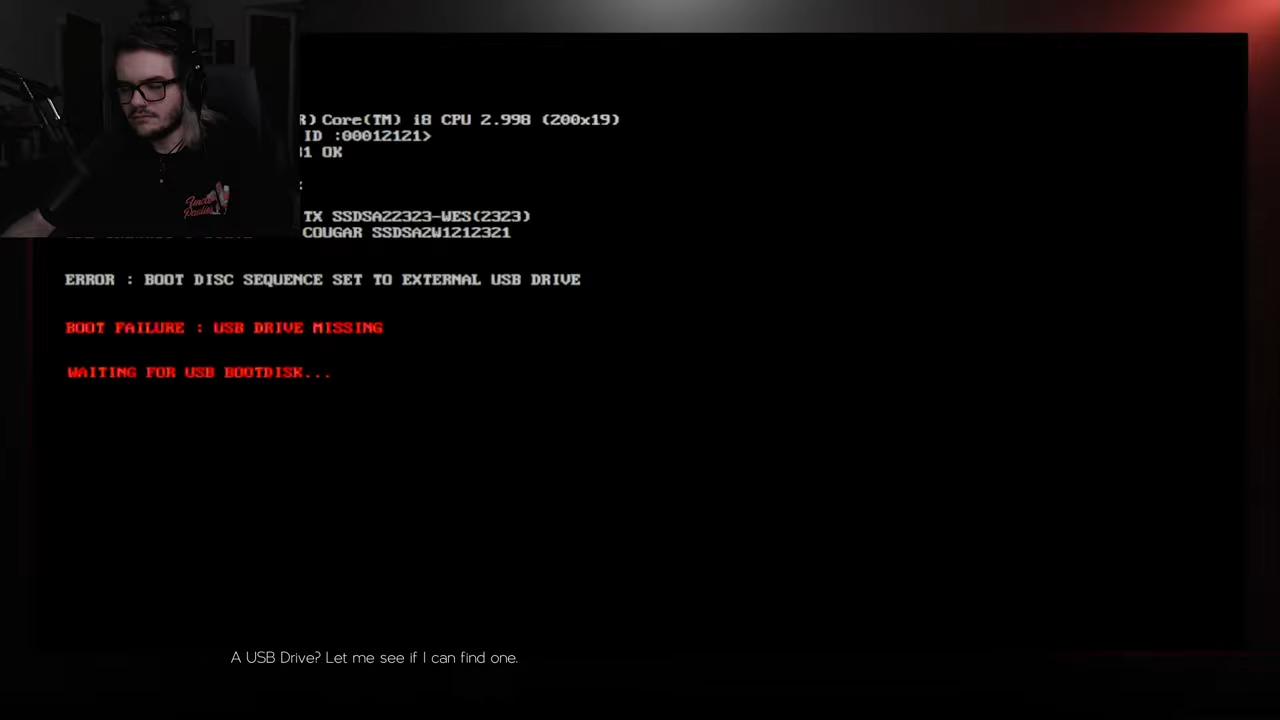 R) Core(TM) i8 CPU 2.998 (200x19)
ID :00012121>
1 OK
:
TX SSDSA22323-WES(2323)
COUGAR SSDSA2W1212321
ERROR : BOOT DISC SEQUENCE SET TO EXTERNAL USB DRIVE
BOOT FAILURE : USB DRIVE MISSING
WAITING FOR USB BOOTDISK...
A USB Drive? Let me see if I can find one.